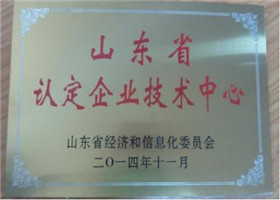 山东省
认定企业技术中心
山东省经济和信息化委员会
二〇一四年十一月